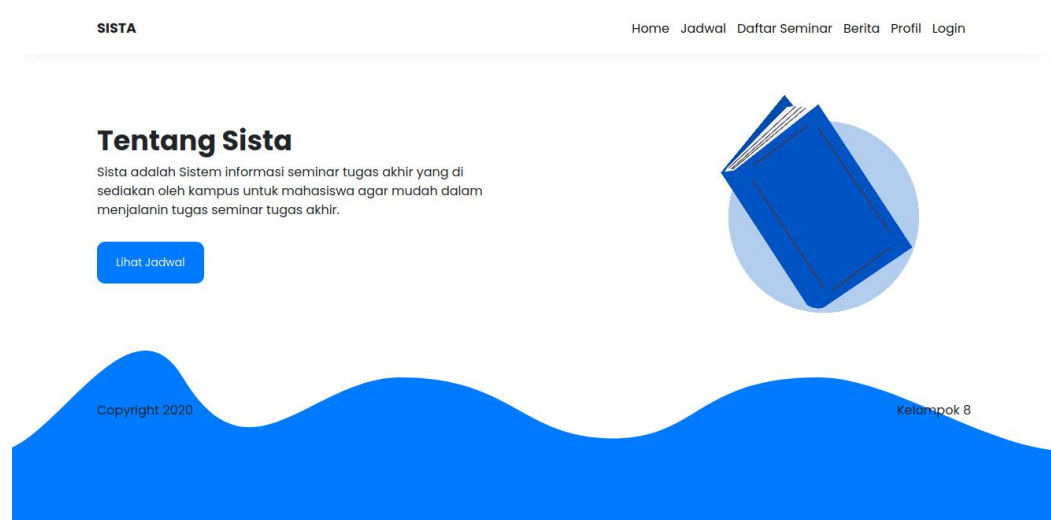 SISTA
Home Jadwal Daftar Seminar Berita Profil Login
Tentang Sista
Sista adalah Sistem informasi seminar tugas akhir yang di
sediakan oleh kampus untuk mahasiswa agar mudah dalam
menjalanin tugas seminar tugas akhir.
Lihat Jadwal
Copyright 2020
Kelompok 8